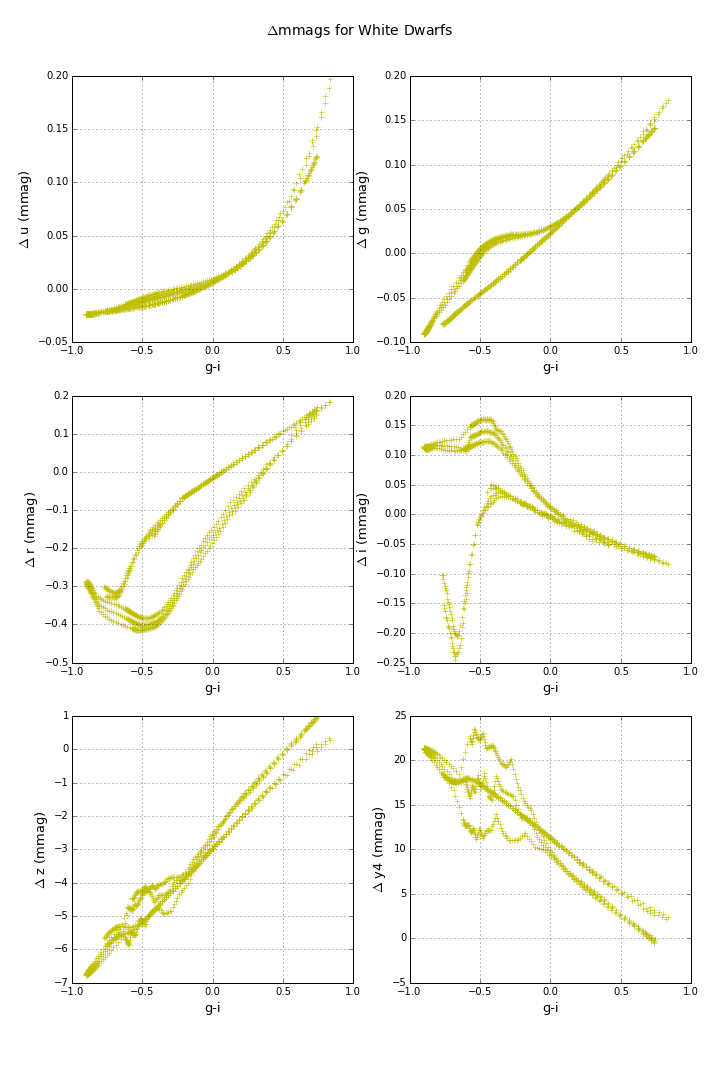 Δmmags for White Dwarfs
0.20
0.15
0.10
0.05
0.00
−0.05
Δ u (mmag)
−1.0 −0.5 0.0 0.5 1.0
g-i
0.20
0.15
0.10
0.05
0.00
−0.05
−0.10
Δ g (mmag)
−1.0 −0.5 0.0 0.5 1.0
g-i
0.2
0.1
0.0
−0.1
−0.2
−0.3
−0.4
−0.5
Δ r (mmag)
−1.0 −0.5 0.0 0.5 1.0
g-i
0.20
0.15
0.10
0.05
0.00
−0.05
−0.10
−0.15
−0.20
−0.25
Δ i (mmag)
−1.0 −0.5 0.0 0.5 1.0
g-i
1
0
−1
−2
−3
−4
−5
−6
−7
Δ z (mmag)
−1.0 −0.5 0.0 0.5 1.0
g-i
25
20
15
10
5
0
−5
Δ y4 (mmag)
−1.0 −0.5 0.0 0.5 1.0
g-i